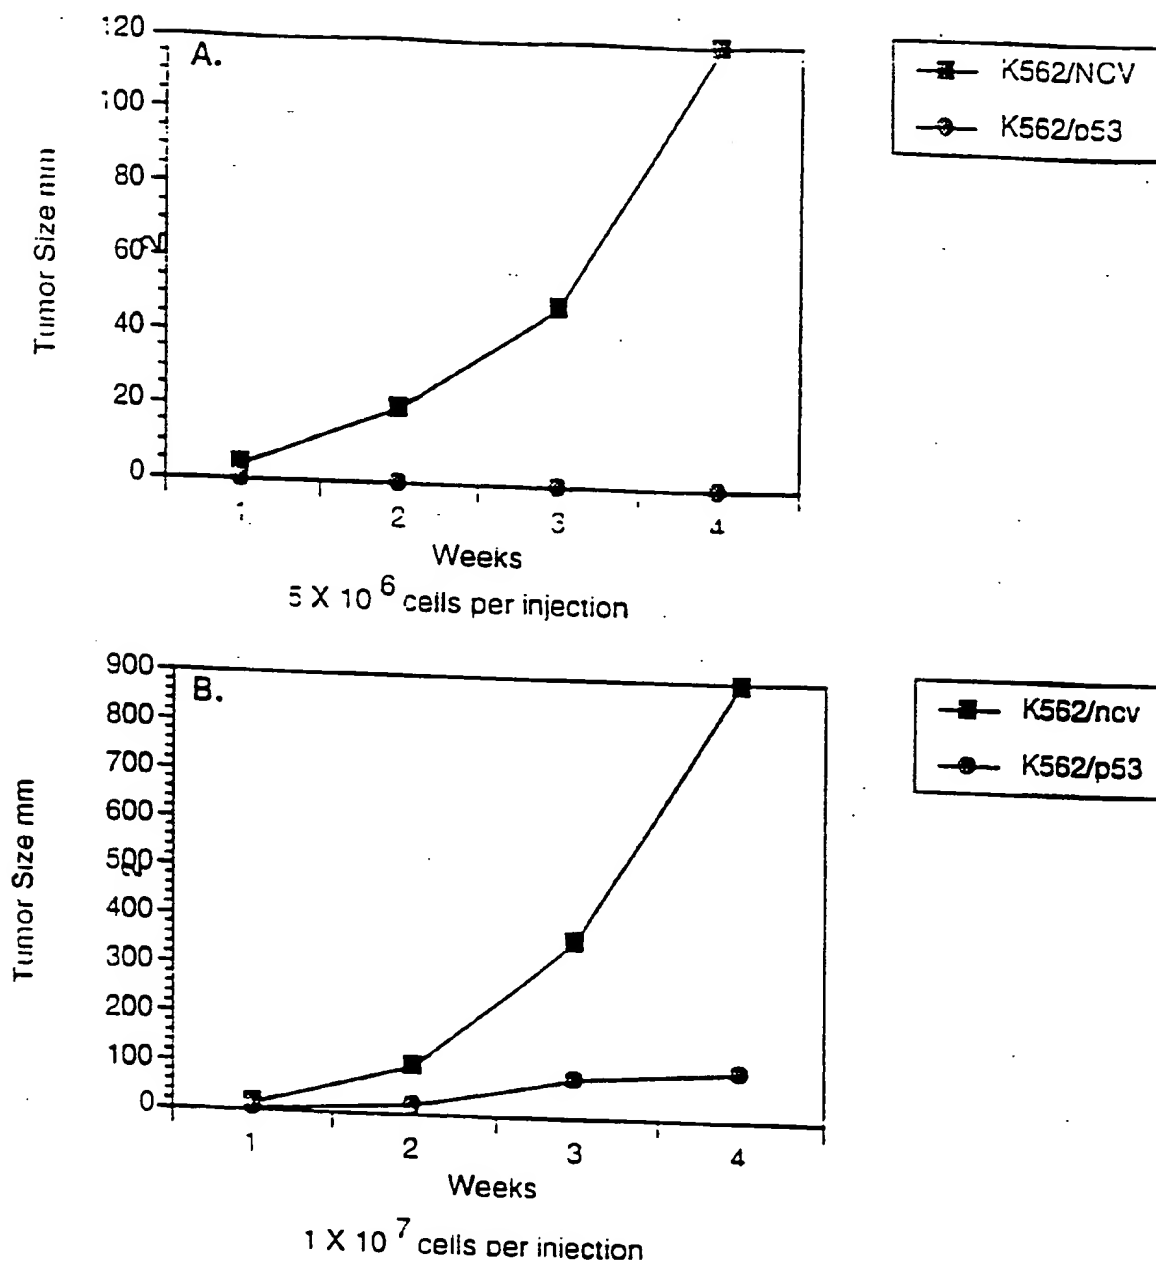 120
A.
100
80
60
40
20
0
Tumor Size mm
2
1 2 3 4
Weeks
5 X 10 6 cells per injection
K562/NCV
K562/p53
900
B.
800
700
600
500
400
300
200
100
0
Tumor Size mm
2
1 2 3 4
Weeks
1 X 10 7 cells per injection
K562/ncv
K562/p53